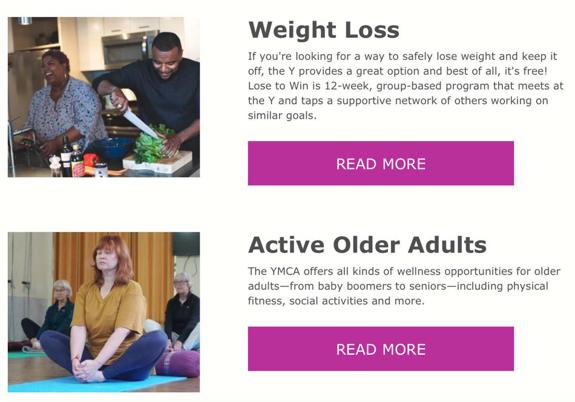 Weight Loss
If you're looking for a way to safely lose weight and keep it
off, the Y provides a great option and best of all, it's free!
Lose to Win is 12-week, group-based program that meets at
the Y and taps a supportive network of others working on
similar goals.
READ MORE
Active Older Adults
The YMCA offers all kinds of wellness opportunities for older
adults—from baby boomers to seniors—including physical
fitness, social activities and more.
READ MORE